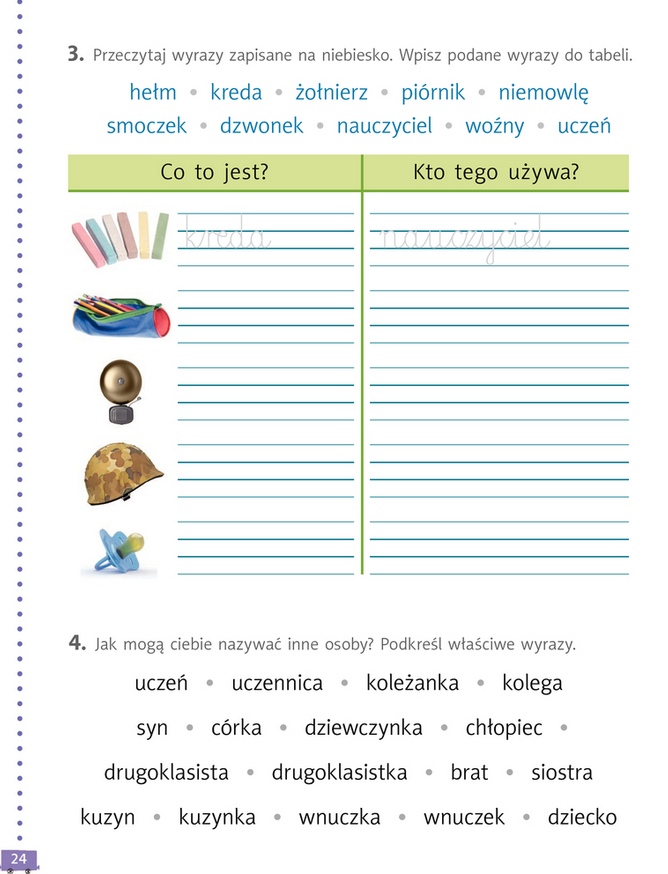 3. Przeczytaj wyrazy zapisane na niebiesko. Wpisz podane wyrazy do tabeli.
hełm • kreda • żołnierz • piórnik • niemowlę
smoczek • dzwonek • nauczyciel • woźny • uczeń
Co to jest? Kto tego używa?
kreda nauczyciel
4. Jak mogą ciebie nazywać inne osoby? Podkreśl właściwe wyrazy.
uczeń • uczennica • koleżanka • kolega
syn • córka • dziewczynka • chłopiec •
drugoklasista • drugoklasistka • brat • siostra
kuzyn • kuzynka • wnuczka • wnuczek • dziecko
24